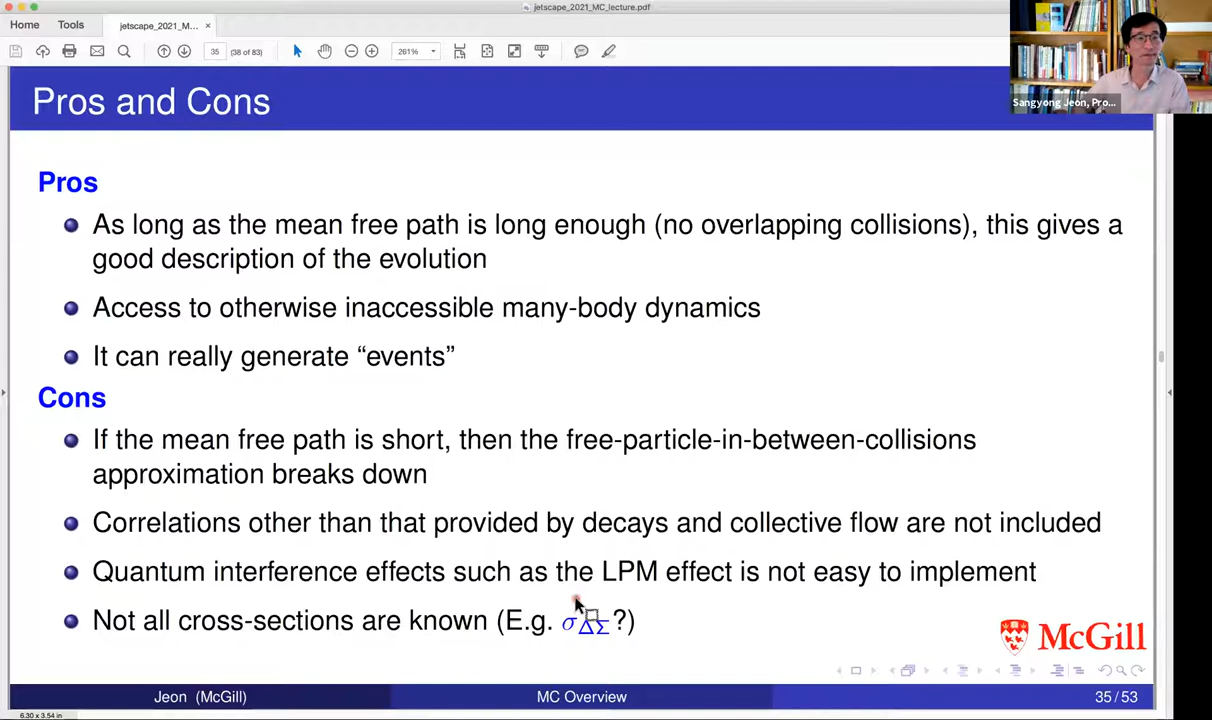 jetscape_2021_MC_lecture.pdf
Home Tools jetscape_2021_M... ×
35 (38 of 83) 261%
Sangyong Jeon, Pro...
Pros and Cons
Pros
As long as the mean free path is long enough (no overlapping collisions), this gives a
good description of the evolution
Access to otherwise inaccessible many-body dynamics
It can really generate “events”
Cons
If the mean free path is short, then the free-particle-in-between-collisions
approximation breaks down
Correlations other than that provided by decays and collective flow are not included
Quantum interference effects such as the LPM effect is not easy to implement
Not all cross-sections are known (E.g. σΔΣ?)
McGill
Jeon (McGill) MC Overview 35 / 53
6.30 x 3.54 in